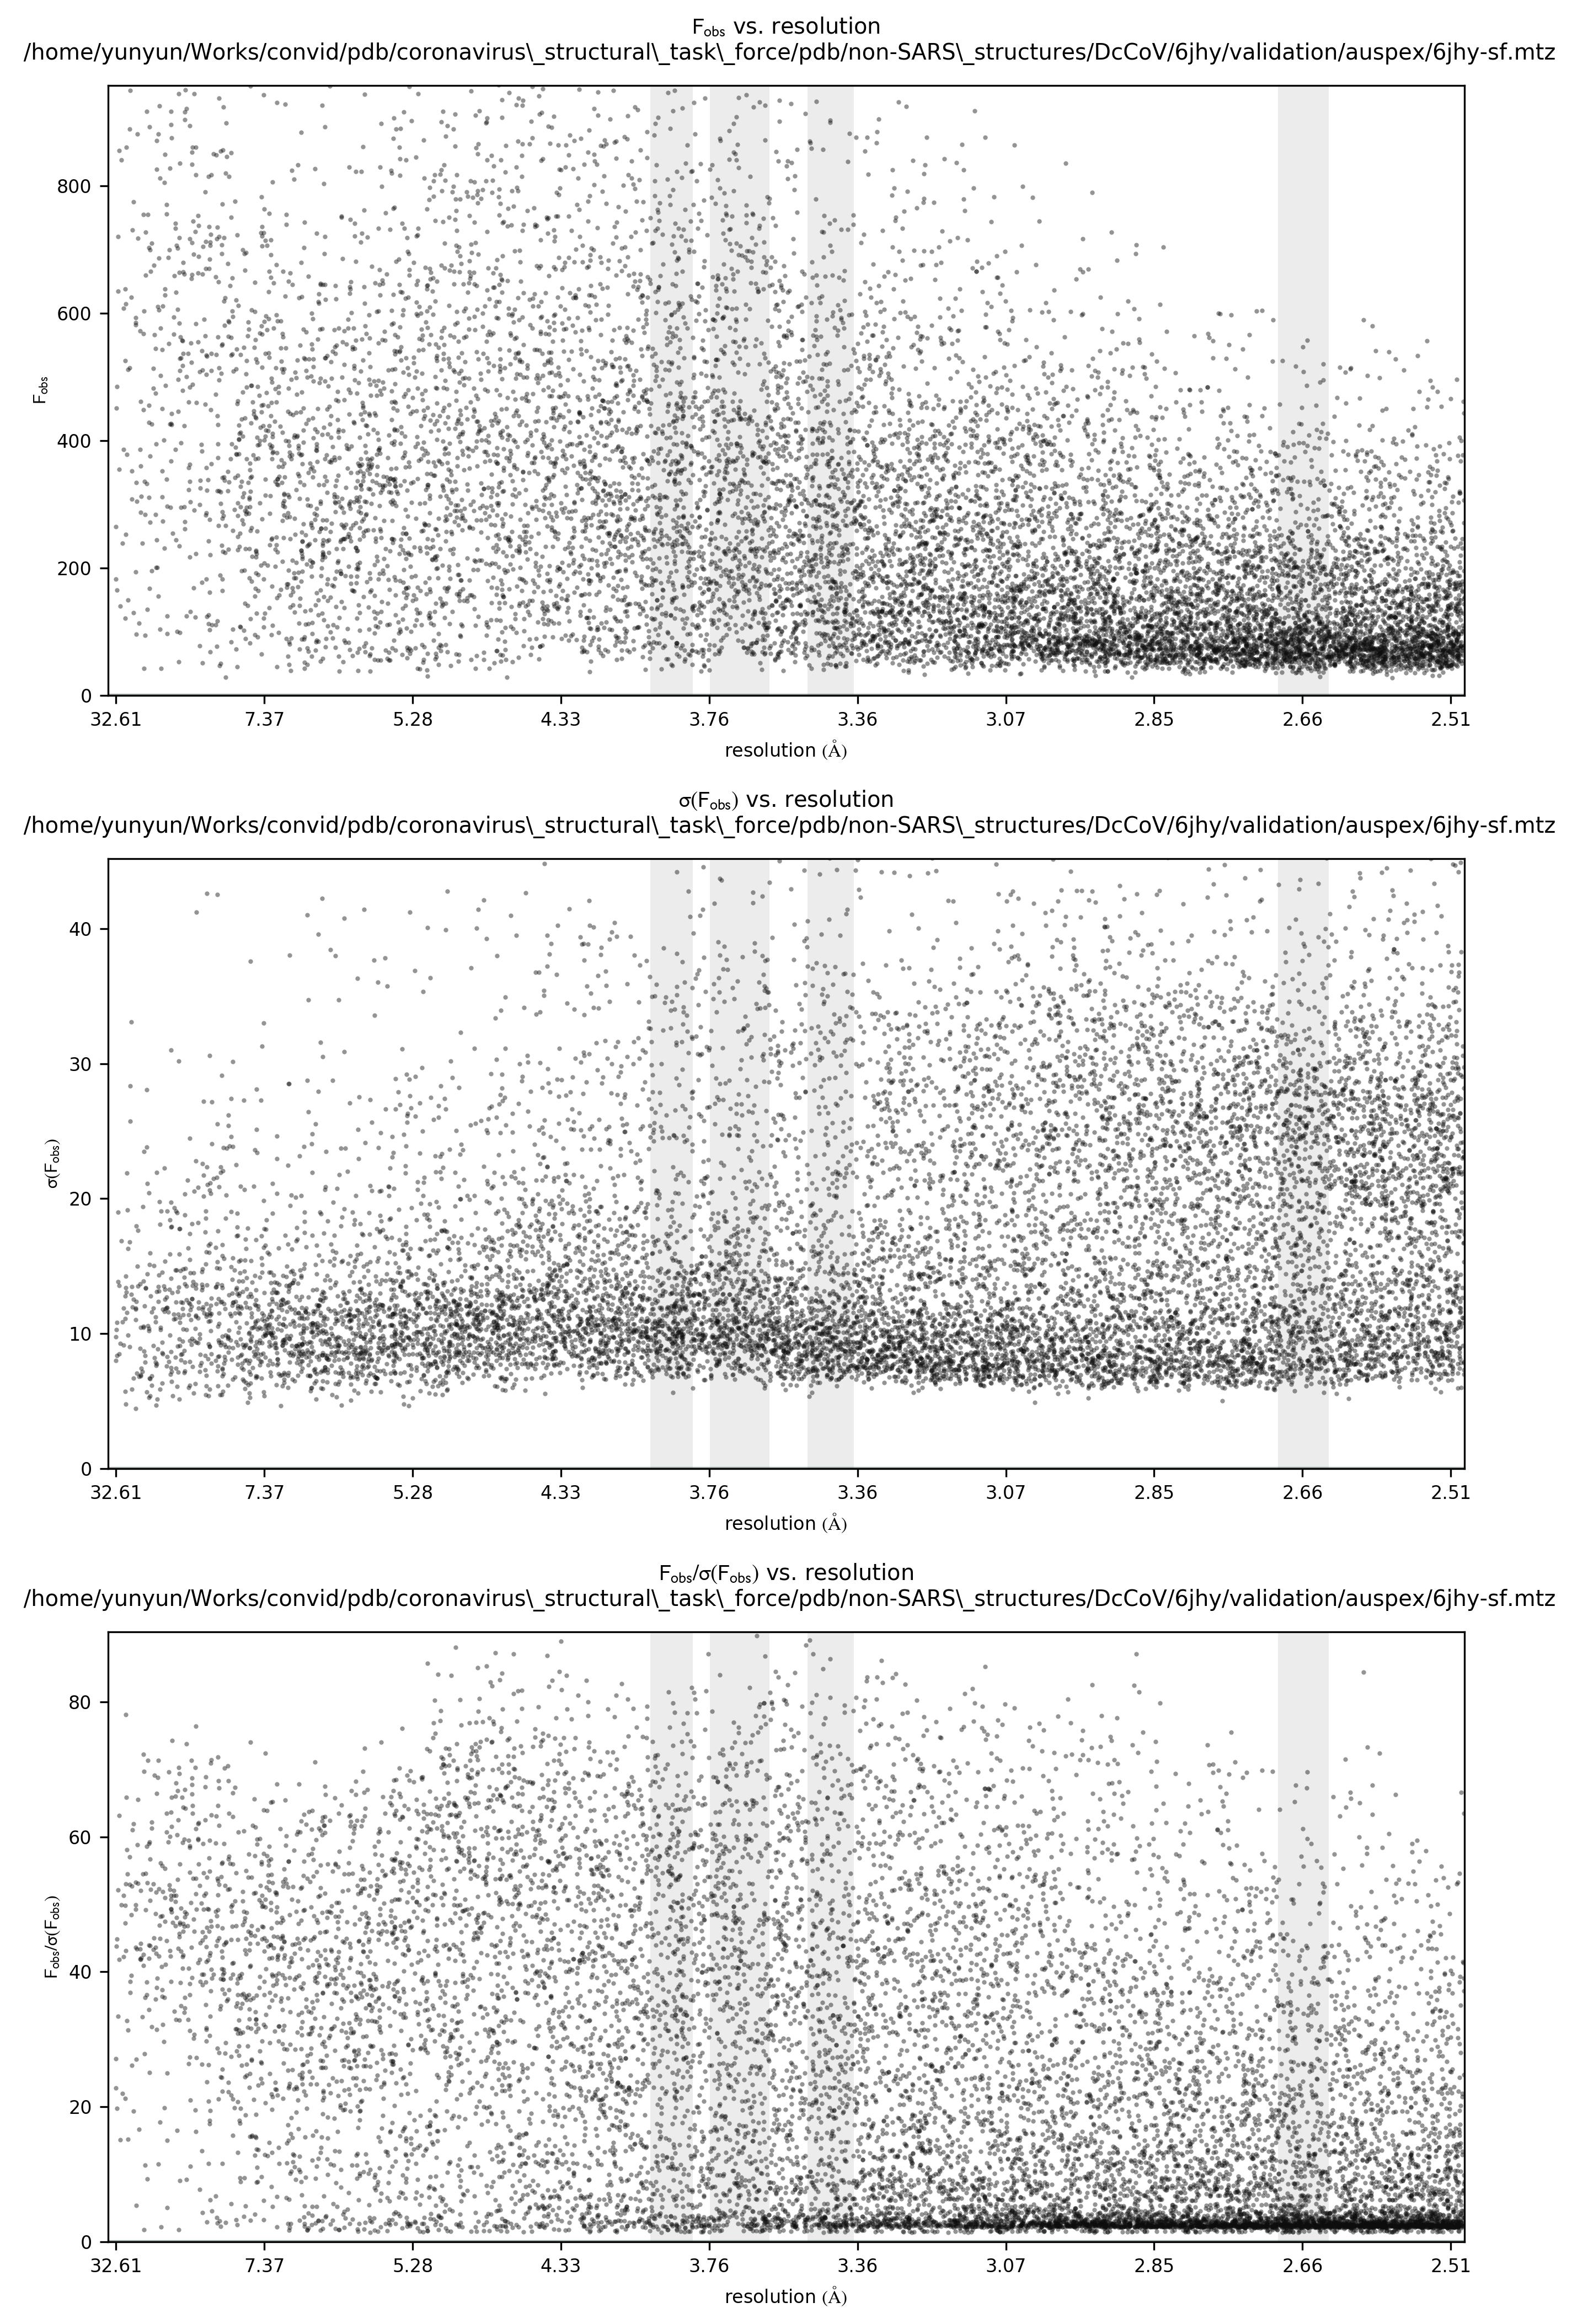 Fobs vs. resolution
/home/yunyun/Works/convid/pdb/coronavirus\_structural\_task\_force/pdb/non-SARS\_structures/DcCoV/6jhy/validation/auspex/6jhy-sf.mtz
800
600
400
200
0
Fobs
32.61 7.37 5.28 4.33 3.76 3.36 3.07 2.85 2.66 2.51
resolution (Å)
σ(Fobs) vs. resolution
/home/yunyun/Works/convid/pdb/coronavirus\_structural\_task\_force/pdb/non-SARS\_structures/DcCoV/6jhy/validation/auspex/6jhy-sf.mtz
40
30
20
10
0
σ(Fobs)
32.61 7.37 5.28 4.33 3.76 3.36 3.07 2.85 2.66 2.51
resolution (Å)
Fobs/σ(Fobs) vs. resolution
/home/yunyun/Works/convid/pdb/coronavirus\_structural\_task\_force/pdb/non-SARS\_structures/DcCoV/6jhy/validation/auspex/6jhy-sf.mtz
80
60
40
20
0
Fobs/σ(Fobs)
32.61 7.37 5.28 4.33 3.76 3.36 3.07 2.85 2.66 2.51
resolution (Å)